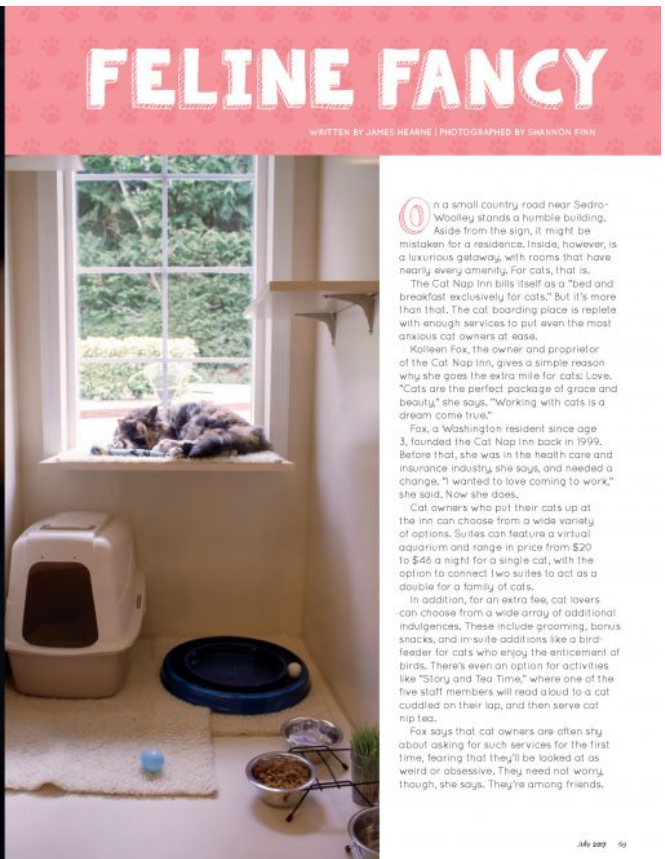 FELINE FANCY
WRITTEN BY JAMES HEARNE | PHOTOGRAPHED BY SHANNON FINN
On a small country road near Sedro-
Woolley stands a humble building.
Aside from the sign, it might be
mistaken for a residence. Inside, however, is
a luxurious getaway, with rooms that have
nearly every amenity. For cats, that is.
The Cat Nap Inn bills itself as a "bed and
breakfast exclusively for cats." But it's more
than that. The cat boarding place is replete
with enough services to put even the most
anxious cat owners at ease.
Kolleen Fox, the owner and proprietor
of the Cat Nap Inn, gives a simple reason
why she goes the extra mile for cats: Love.
"Cats are the perfect package of grace and
beauty," she says. "Working with cats is a
dream come true."
Fox, a Washington resident since age
3, founded the Cat Nap Inn back in 1999.
Before that, she was in the health care and
insurance industry, she says, and needed a
change. "I wanted to love coming to work,"
she said. Now she does.
Cat owners who put their cats up at
the inn can choose from a wide variety
of options. Suites can feature a virtual
aquarium and range in price from $20
to $46 a night for a single cat, with the
option to connect two suites to act as a
double for a family of cats.
In addition, for an extra fee, cat lovers
can choose from a wide array of additional
indulgences. These include grooming, bonus
snacks, and in-suite additions like a bird-
feeder for cats who enjoy the enticement of
birds. There's even an option for activities
like "Story and Tea Time," where one of the
five staff members will read aloud to a cat
cuddled on their lap, and then serve cat
nip tea.
Fox says that cat owners are often shy
about asking for such services for the first
time, fearing that they'll be looked at as
weird or obsessive. They need not worry,
though, she says. They're among friends.
July 2017 69